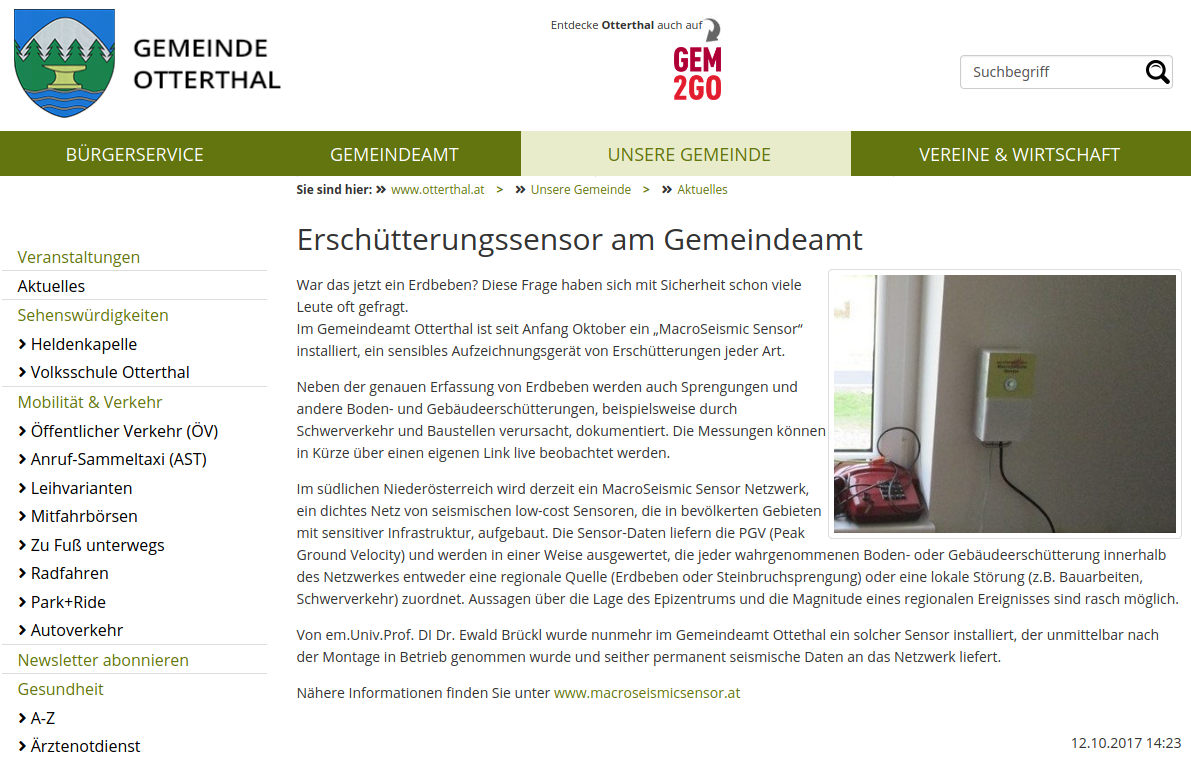 GEMEINDE
OTTERTHAL
Entdecke Otterthal auch auf
GEM
2GO
Suchbegriff
BÜRGERSERVICE
GEMEINDEAMT
UNSERE GEMEINDE
VEREINE & WIRTSCHAFT
Sie sind hier: » www.otterthal.at > » Unsere Gemeinde > » Aktuelles
Veranstaltungen
Aktuelles
Sehenswürdigkeiten
Heldenkapelle
Volksschule Otterthal
Mobilität & Verkehr
Öffentlicher Verkehr (ÖV)
Anruf-Sammeltaxi (AST)
Leihvarianten
Mitfahrbörsen
Zu Fuß unterwegs
Radfahren
Park+Ride
Autoverkehr
Newsletter abonnieren
Gesundheit
A-Z
Ärztenotdienst
Erschütterungssensor am Gemeindeamt
War das jetzt ein Erdbeben? Diese Frage haben sich mit Sicherheit schon viele
Leute oft gefragt.
Im Gemeindeamt Otterthal ist seit Anfang Oktober ein „MacroSeismic Sensor“
installiert, ein sensibles Aufzeichnungsgerät von Erschütterungen jeder Art.
Neben der genauen Erfassung von Erdbeben werden auch Sprengungen und
andere Boden- und Gebäudeerschütterungen, beispielsweise durch
Schwerverkehr und Baustellen verursacht, dokumentiert. Die Messungen können
in Kürze über einen eigenen Link live beobachtet werden.
Im südlichen Niederösterreich wird derzeit ein MacroSeismic Sensor Netzwerk,
ein dichtes Netz von seismischen low-cost Sensoren, die in bevölkerten Gebieten
mit sensitiver Infrastruktur, aufgebaut. Die Sensor-Daten liefern die PGV (Peak
Ground Velocity) und werden in einer Weise ausgewertet, die jeder wahrgenommenen Boden- oder Gebäudeerschütterung innerhalb
des Netzwerkes entweder eine regionale Quelle (Erdbeben oder Steinbruchsprengung) oder eine lokale Störung (z.B. Bauarbeiten,
Schwerverkehr) zuordnet. Aussagen über die Lage des Epizentrums und die Magnitude eines regionalen Ereignisses sind rasch möglich.
Von em.Univ.Prof. DI Dr. Ewald Brückl wurde nunmehr im Gemeindeamt Ottethal ein solcher Sensor installiert, der unmittelbar nach
der Montage in Betrieb genommen wurde und seither permanent seismische Daten an das Netzwerk liefert.
Nähere Informationen finden Sie unter www.macroseismicsensor.at
12.10.2017 14:23